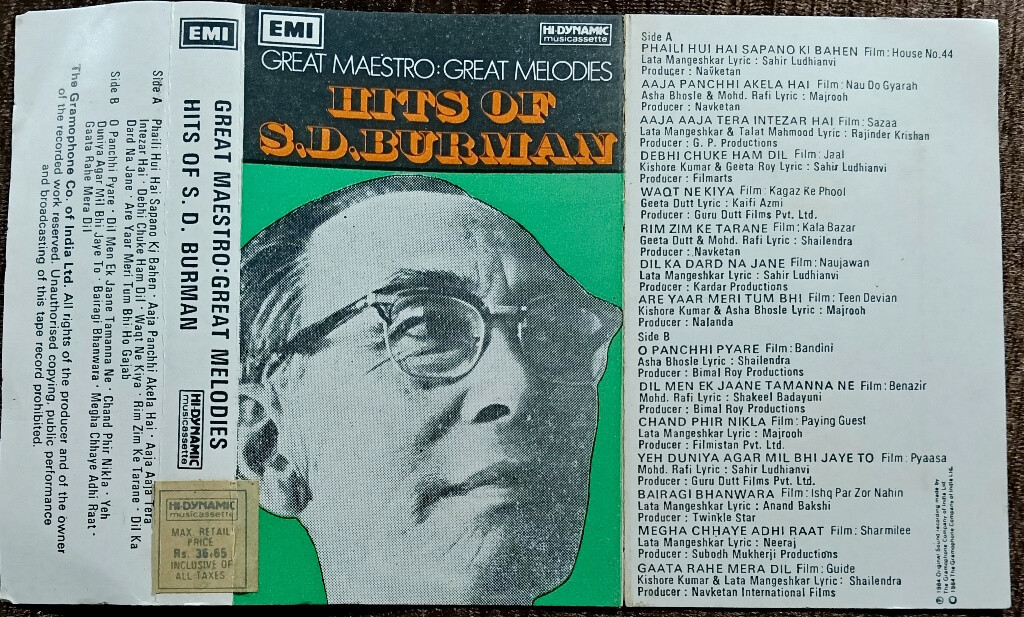 The Gramophone Co. of India Ltd. All rights of the producer and of the owner
of the recorded work reserved. Unauthorised copying, public performance
and broadcasting of this tape record prohibited.
Side A Phaili Hui Hai Sapano Ki Bahen · Aaja Panchhi Akela Hai · Aaja Aaja Tera
Intezar Hai · Debhi Chuke Ham Dil · Waqt Ne Kiya · Rim Zim Ke Tarane · Dil Ka
Dard Na Jane · Are Yaar Meri Tum Bhi Ho Gajab
Side B O Panchhi Pyare · Dil Men Ek Jaane Tamanna Ne · Chand Phir Nikla · Yeh
Duniya Agar Mil Bhi Jaye To · Bairagi Bhanwara · Megha Chhaye Adhi Raat ·
Gaata Rahe Mera Dil
EMI
GREAT MAESTRO: GREAT MELODIES
HITS OF S. D. BURMAN
HI-DYNAMIC
musicassette
HI-DYNAMIC
musicassette
MAX. RETAIL
PRICE
Rs. 36.65
INCLUSIVE OF
ALL TAXES
EMI
HI-DYNAMIC
musicassette
GREAT MAESTRO: GREAT MELODIES
HITS OF
S.D.BURMAN
Side A
PHAILI HUI HAI SAPANO KI BAHEN Film: House No. 44
Lata Mangeshkar Lyric : Sahir Ludhianvi
Producer : Navketan
AAJA PANCHHI AKELA HAI Film: Nau Do Gyarah
Asha Bhosle & Mohd. Rafi Lyric : Majrooh
Producer : Navketan
AAJA AAJA TERA INTEZAR HAI Film: Sazaa
Lata Mangeshkar & Talat Mahmood Lyric : Rajinder Krishan
Producer : G. P. Productions
DEBHI CHUKE HAM DIL Film: Jaal
Kishore Kumar & Geeta Roy Lyric : Sahir Ludhianvi
Producer : Filmarts
WAQT NE KIYA Film: Kagaz Ke Phool
Geeta Dutt Lyric : Kaifi Azmi
Producer : Guru Dutt Films Pvt. Ltd.
RIM ZIM KE TARANE Film: Kala Bazar
Geeta Dutt & Mohd. Rafi Lyric : Shailendra
Producer : Navketan
DIL KA DARD NA JANE Film: Naujawan
Lata Mangeshkar Lyric : Sahir Ludhianvi
Producer : Kardar Productions
ARE YAAR MERI TUM BHI Film: Teen Devian
Kishore Kumar & Asha Bhosle Lyric : Majrooh
Producer : Nalanda
Side B
O PANCHHI PYARE Film: Bandini
Asha Bhosle Lyric : Shailendra
Producer : Bimal Roy Productions
DIL MEN EK JAANE TAMANNA NE Film: Benazir
Mohd. Rafi Lyric : Shakeel Badayuni
Producer : Bimal Roy Productions
CHAND PHIR NIKLA Film: Paying Guest
Lata Mangeshkar Lyric : Majrooh
Producer : Filmistan Pvt. Ltd.
YEH DUNIYA AGAR MIL BHI JAYE TO Film: Pyaasa
Mohd. Rafi Lyric : Sahir Ludhianvi
Producer : Guru Dutt Films Pvt. Ltd.
BAIRAGI BHANWARA Film: Ishq Par Zor Nahin
Lata Mangeshkar Lyric : Anand Bakshi
Producer : Twinkle Star
MEGHA CHHAYE ADHI RAAT Film: Sharmilee
Lata Mangeshkar Lyric : Neeraj
Producer : Subodh Mukherji Productions
GAATA RAHE MERA DIL Film: Guide
Kishore Kumar & Lata Mangeshkar Lyric : Shailendra
Producer : Navketan International Films
℗ 1984 Original Sound recording made by
The Gramophone Company of India Ltd.
© 1984 The Gramophone Company of India Ltd.